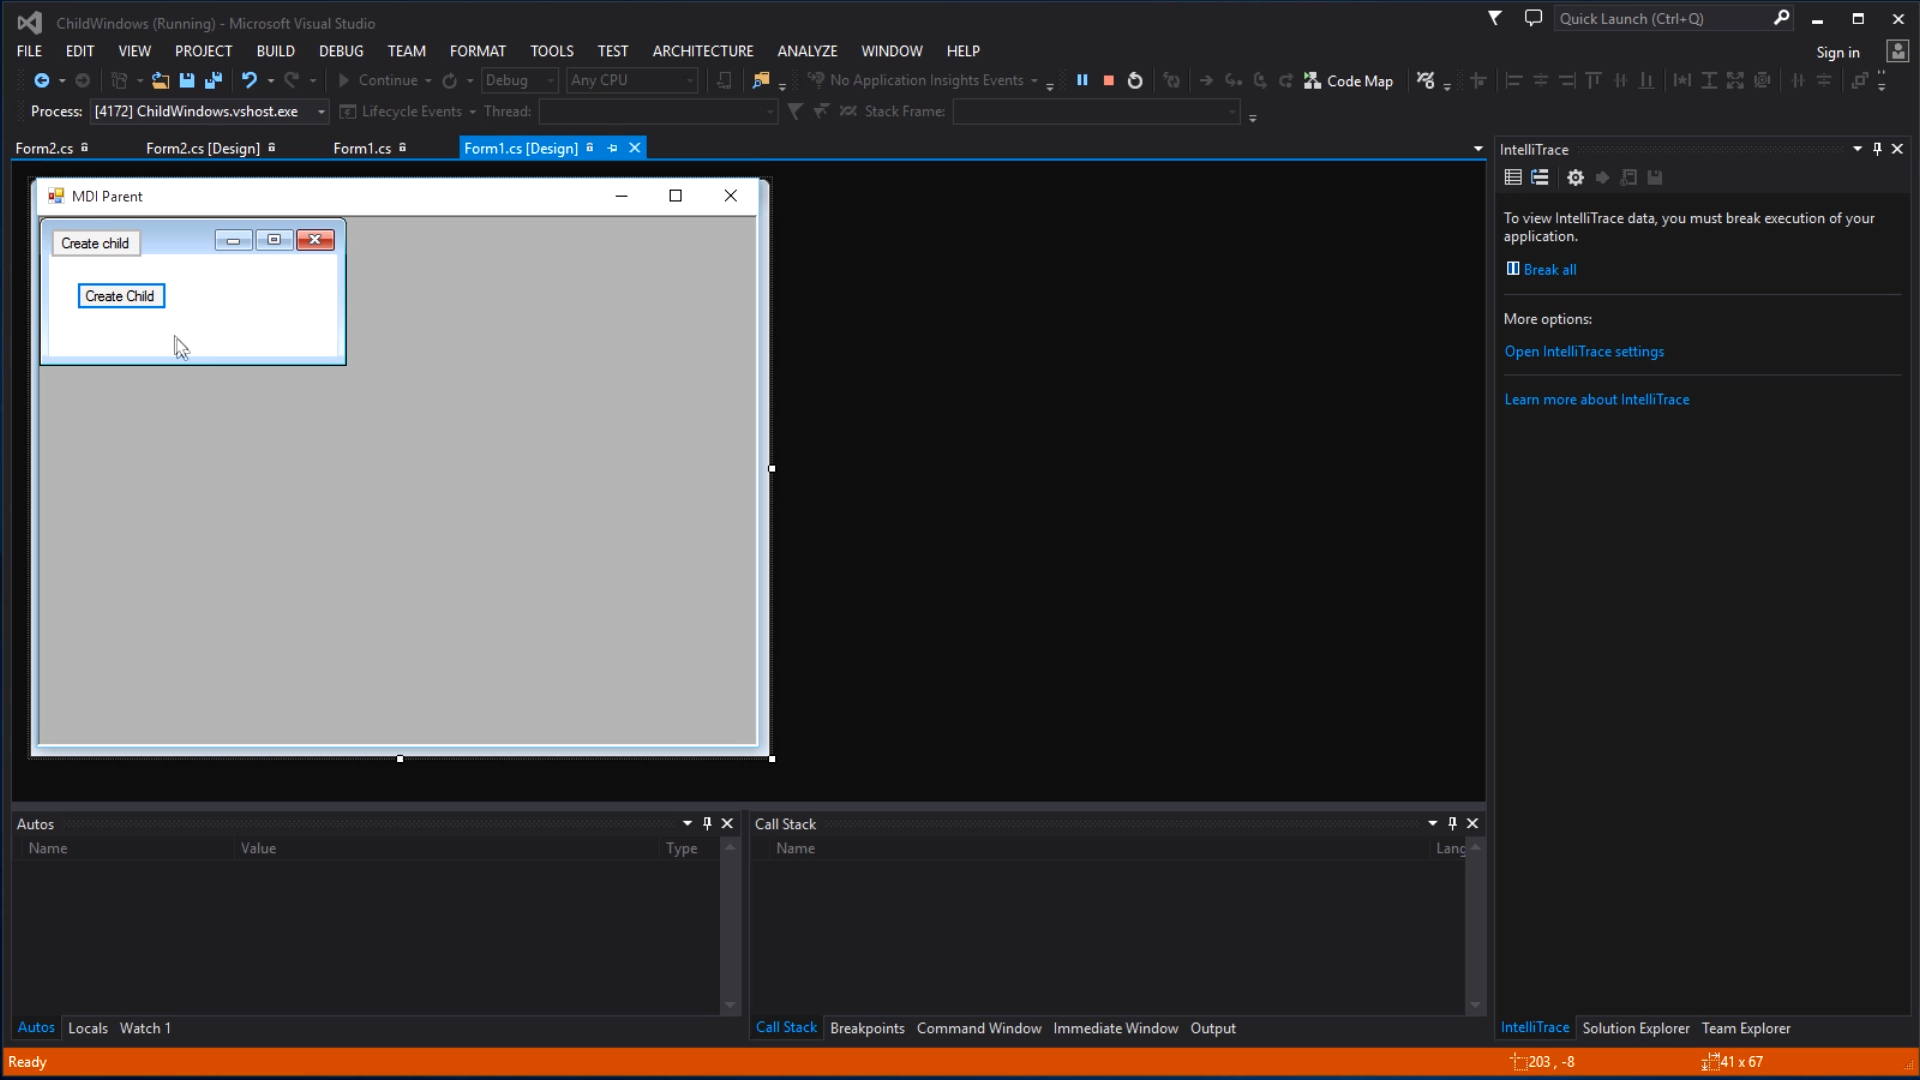 ChildWindows (Running) - Microsoft Visual Studio
Quick Launch (Ctrl+Q)
FILE EDIT VIEW PROJECT BUILD DEBUG TEAM FORMAT TOOLS TEST ARCHITECTURE ANALYZE WINDOW HELP
Sign in
Continue Debug Any CPU No Application Insights Events Code Map
Process: [4172] ChildWindows.vshost.exe Lifecycle Events Thread: Stack Frame:
Form2.cs Form2.cs [Design] Form1.cs Form1.cs [Design]
MDI Parent
Create child
Create Child
IntelliTrace
To view IntelliTrace data, you must break execution of your
application.
Break all
More options:
Open IntelliTrace settings
Learn more about IntelliTrace
Autos
Name Value Type
Call Stack
Name Lang
Autos Locals Watch 1
Call Stack Breakpoints Command Window Immediate Window Output
IntelliTrace Solution Explorer Team Explorer
Ready
203 , -8
41 x 67